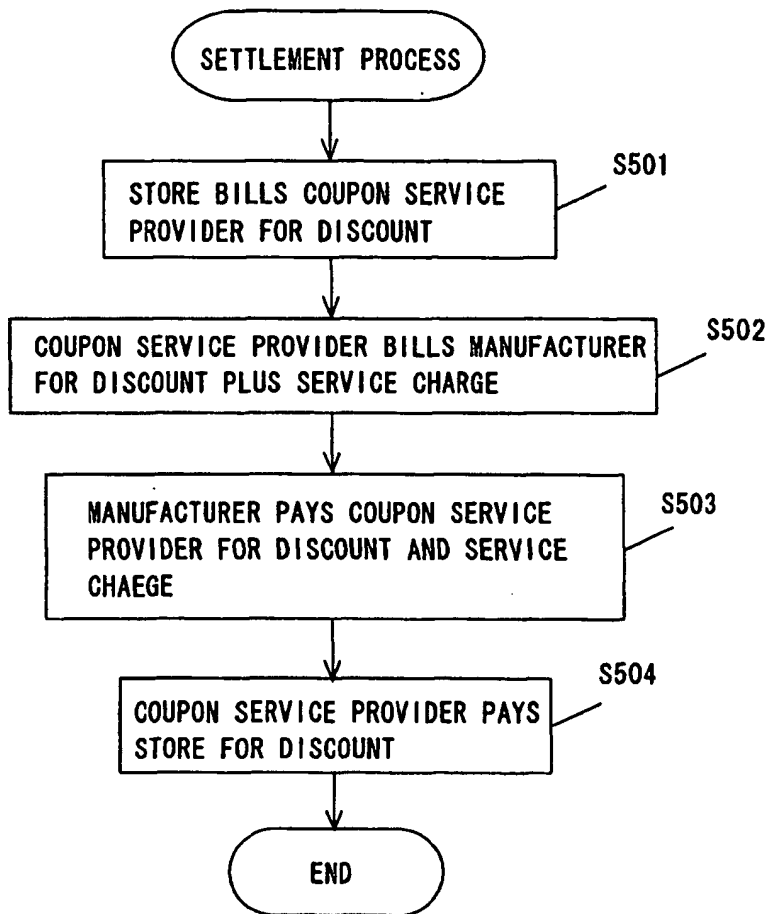 SETTLEMENT PROCESS
S501
STORE BILLS COUPON SERVICE
PROVIDER FOR DISCOUNT
S502
COUPON SERVICE PROVIDER BILLS MANUFACTURER
FOR DISCOUNT PLUS SERVICE CHARGE
S503
MANUFACTURER PAYS COUPON SERVICE
PROVIDER FOR DISCOUNT AND SERVICE
CHAEGE
S504
COUPON SERVICE PROVIDER PAYS
STORE FOR DISCOUNT
END